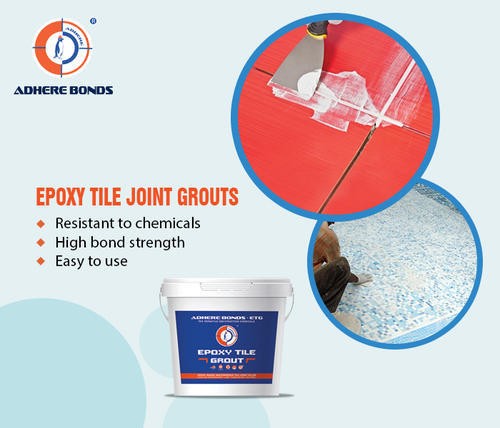 ADHERE
®
ADHERE BONDS
EPOXY TILE JOINT GROUTS
Resistant to chemicals
High bond strength
Easy to use
ADHERE BONDS - ETG
EPOXY TILE
GROUT